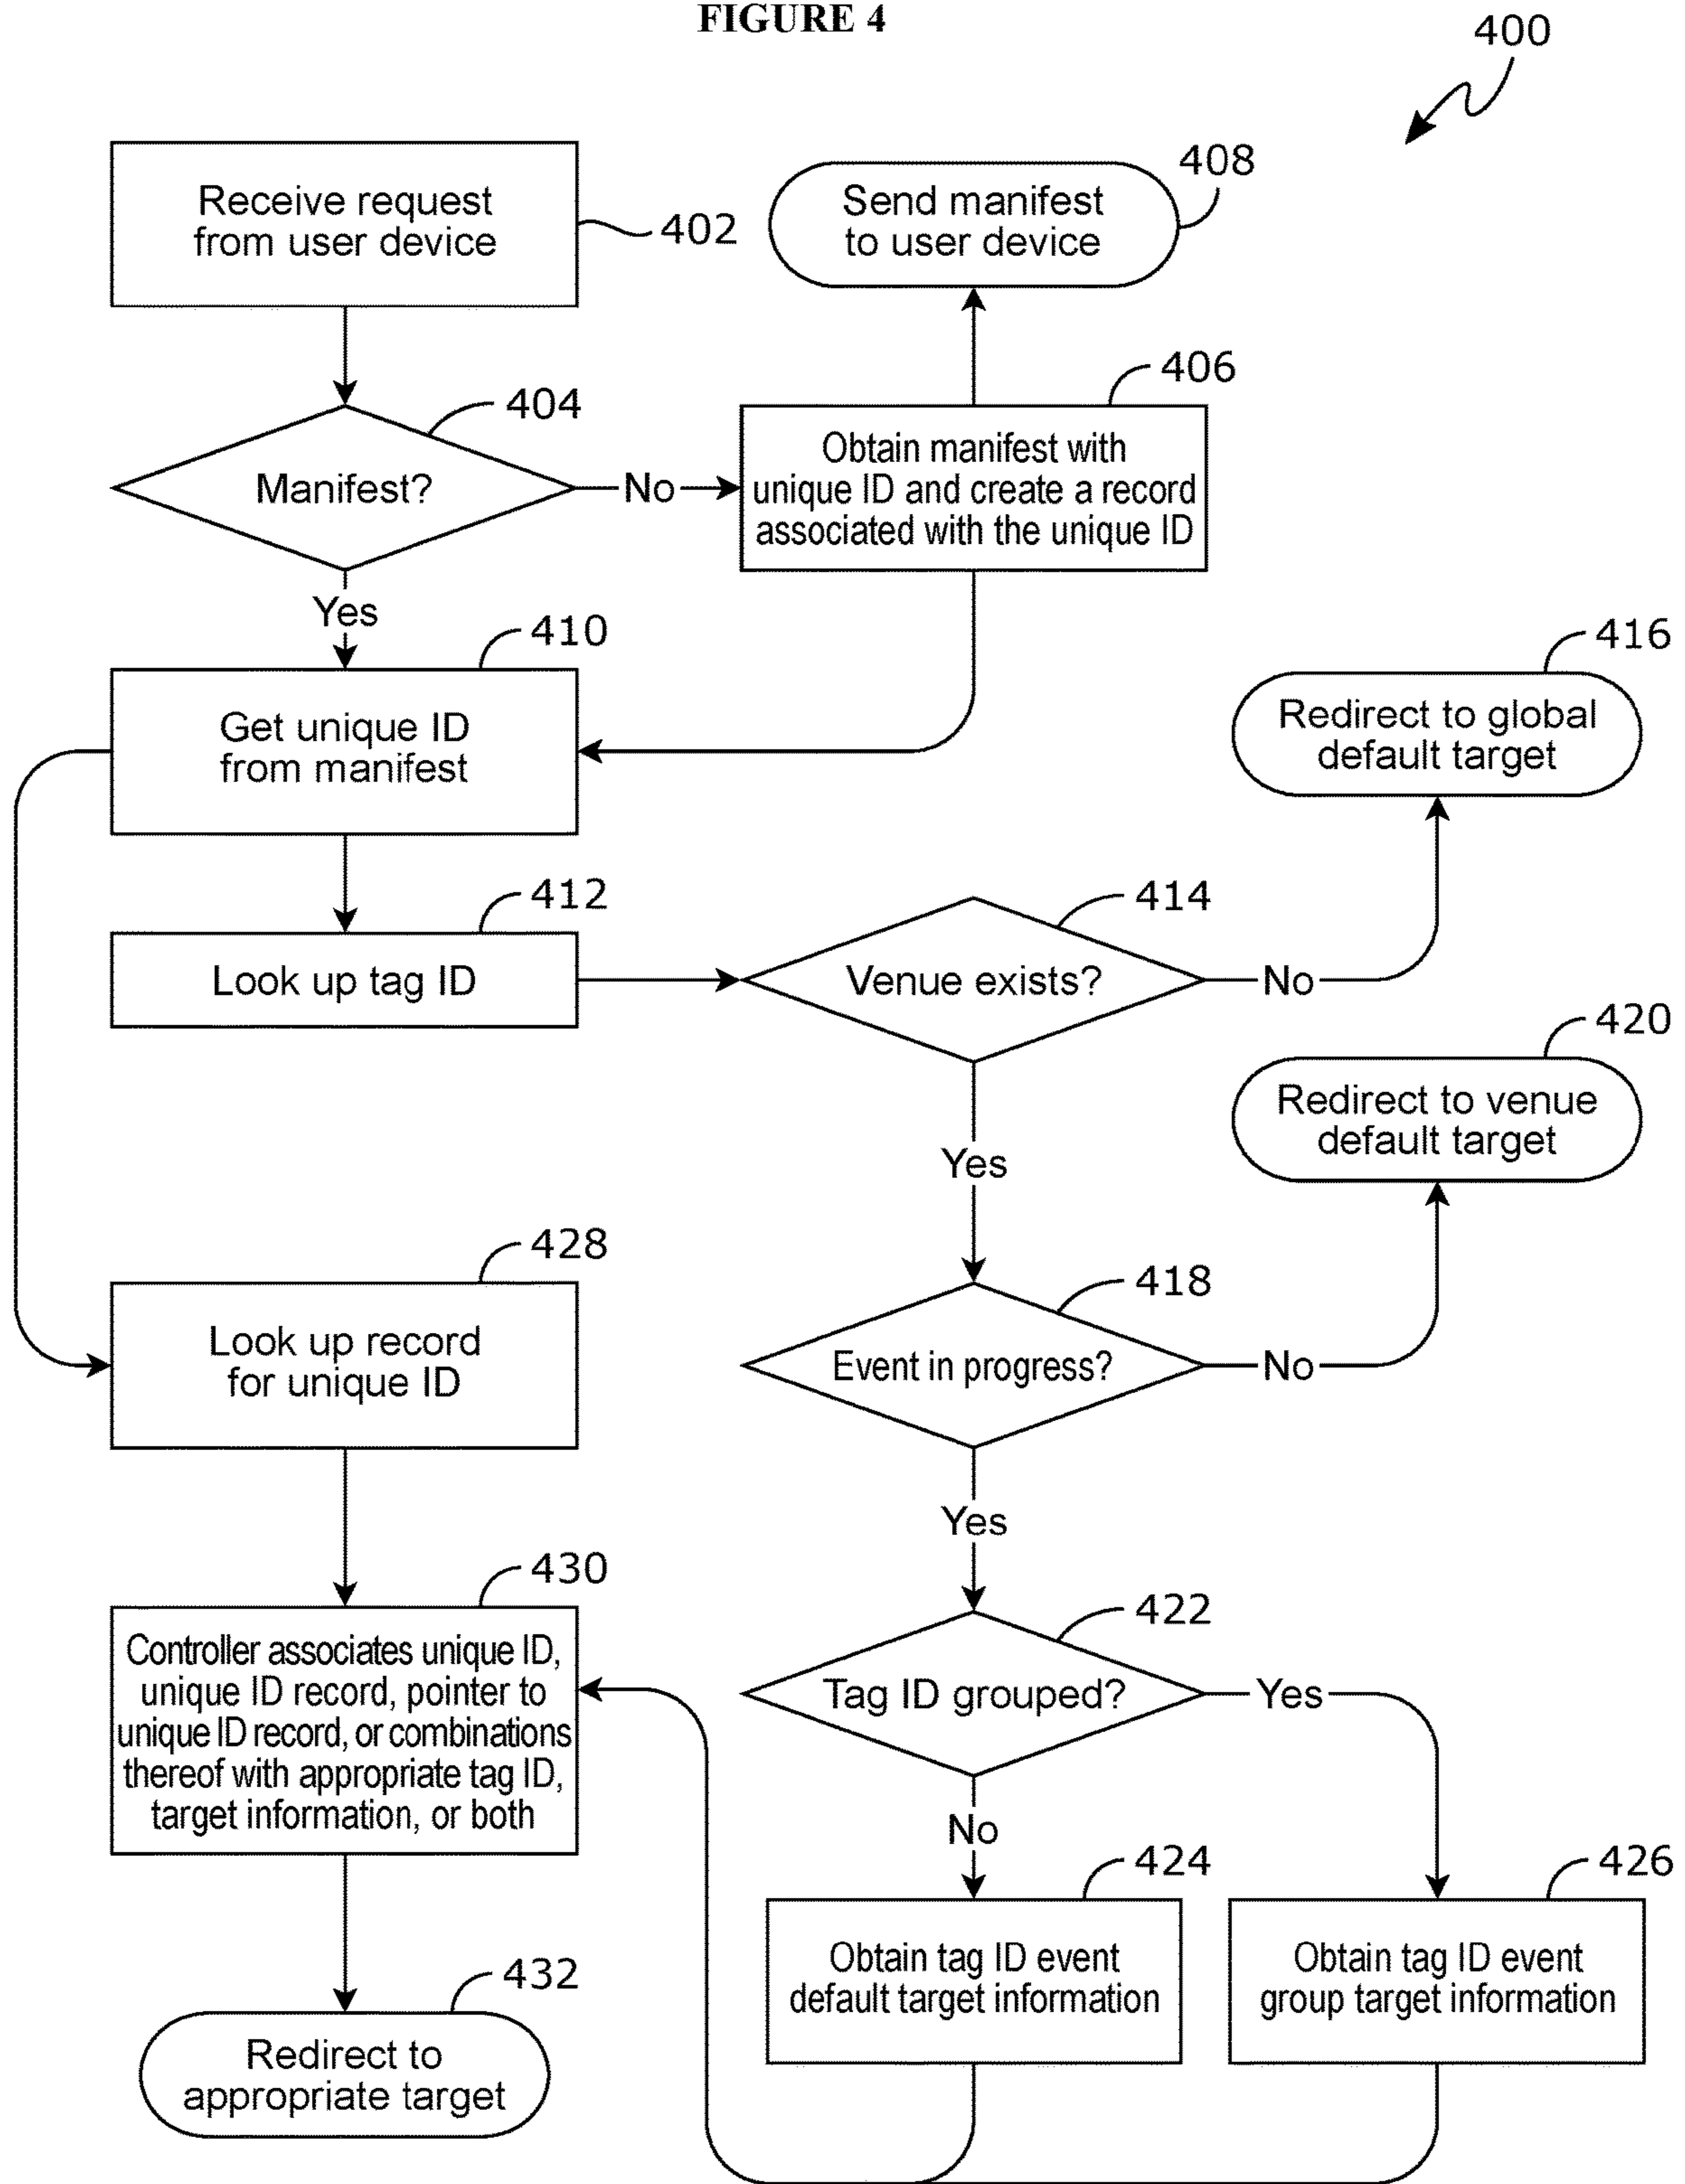 FIGURE 4
400
Receive request
from user device
402
Send manifest
to user device
408
404
Manifest?
No
406
Obtain manifest with
unique ID and create a record
associated with the unique ID
Yes
410
Get unique ID
from manifest
416
Redirect to global
default target
412
Look up tag ID
414
Venue exists?
No
420
Redirect to venue
default target
Yes
428
Look up record
for unique ID
418
Event in progress?
No
Yes
430
Controller associates unique ID,
unique ID record, pointer to
unique ID record, or combinations
thereof with appropriate tag ID,
target information, or both
422
Tag ID grouped?
Yes
No
424
Obtain tag ID event
default target information
426
Obtain tag ID event
group target information
432
Redirect to
appropriate target